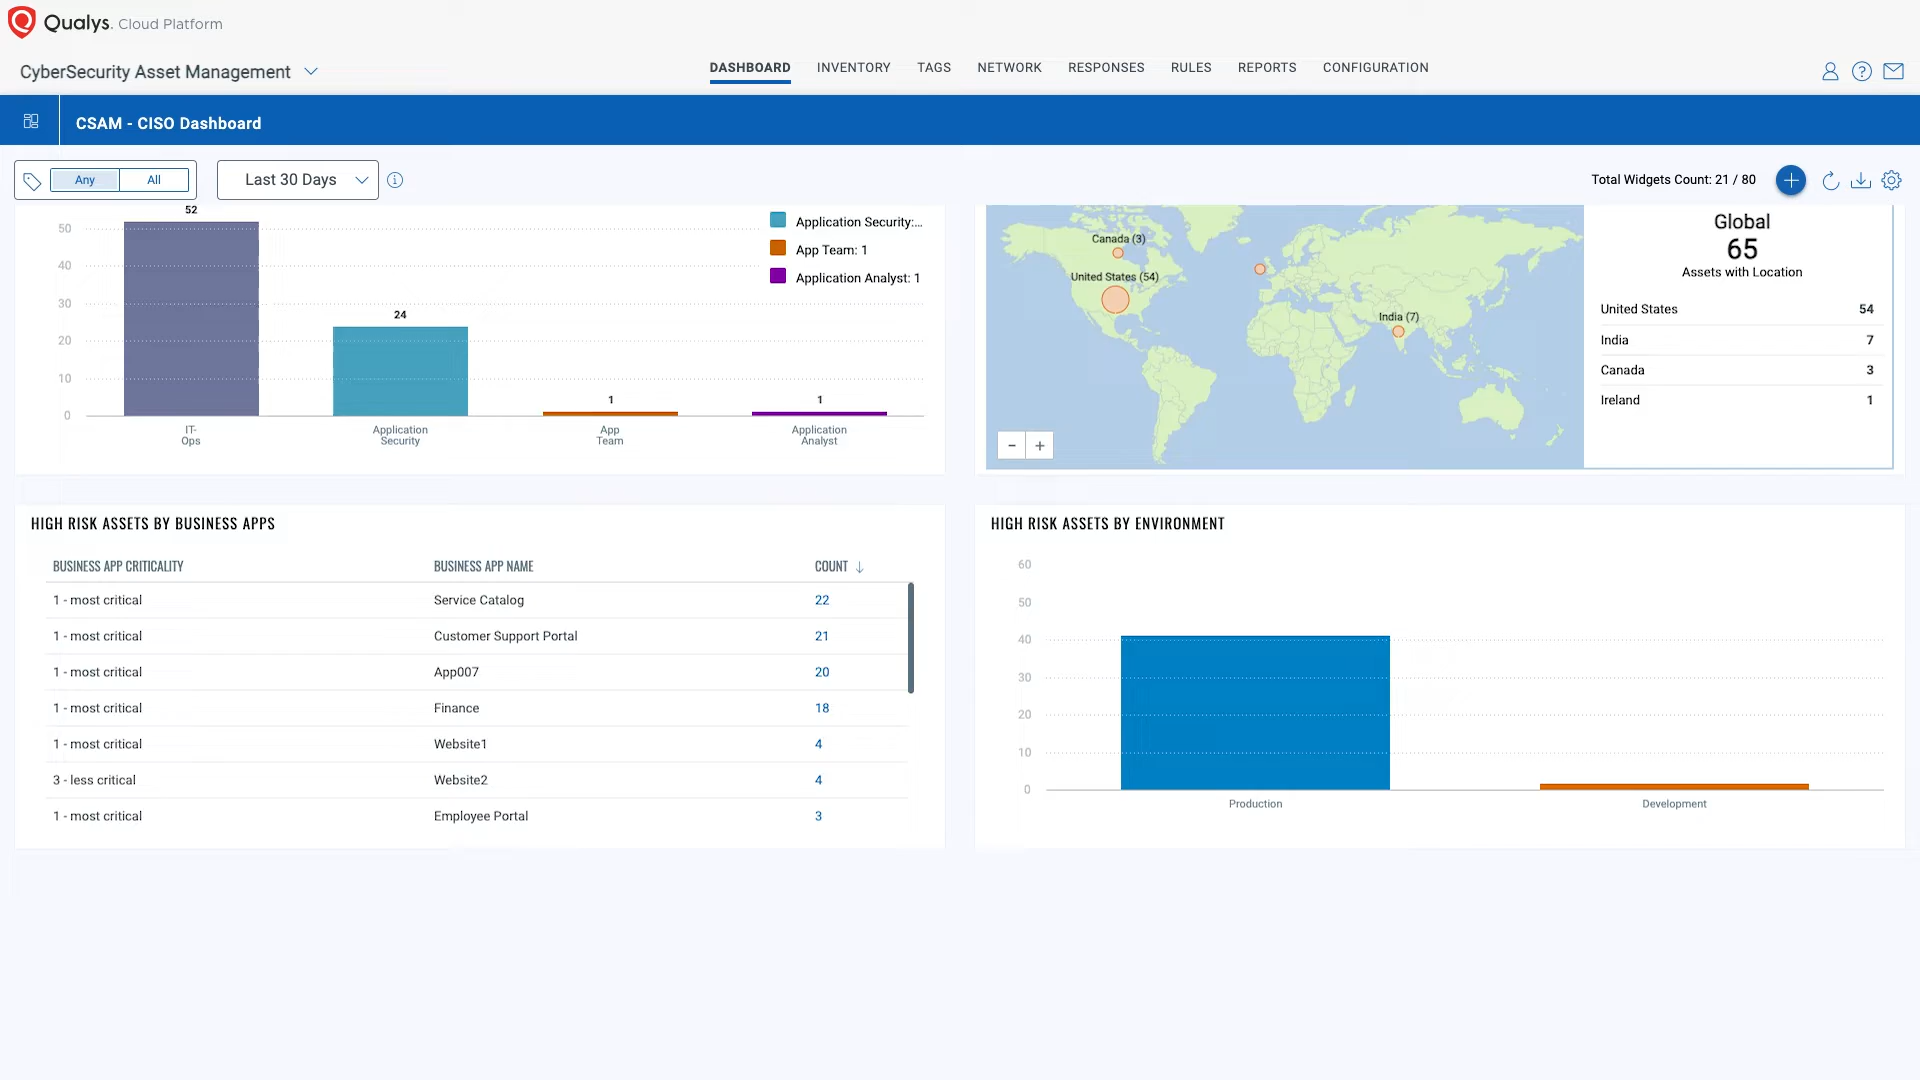 Qualys. Cloud Platform
CyberSecurity Asset Management
DASHBOARD INVENTORY TAGS NETWORK RESPONSES RULES REPORTS CONFIGURATION
CSAM - CISO Dashboard
Any All
Last 30 Days
Total Widgets Count: 21 / 80
52
50
40
30
20
10
0
24
1
1
IT-
Ops
Application
Security
App
Team
Application
Analyst
Application Security:...
App Team: 1
Application Analyst: 1
Canada (3)
United States (54)
India (7)
- +
Global
65
Assets with Location
United States 54
India 7
Canada 3
Ireland 1
HIGH RISK ASSETS BY BUSINESS APPS
BUSINESS APP CRITICALITY BUSINESS APP NAME COUNT
1 - most critical Service Catalog 22
1 - most critical Customer Support Portal 21
1 - most critical App007 20
1 - most critical Finance 18
1 - most critical Website1 4
3 - less critical Website2 4
1 - most critical Employee Portal 3
HIGH RISK ASSETS BY ENVIRONMENT
60
50
40
30
20
10
0
Production
Development